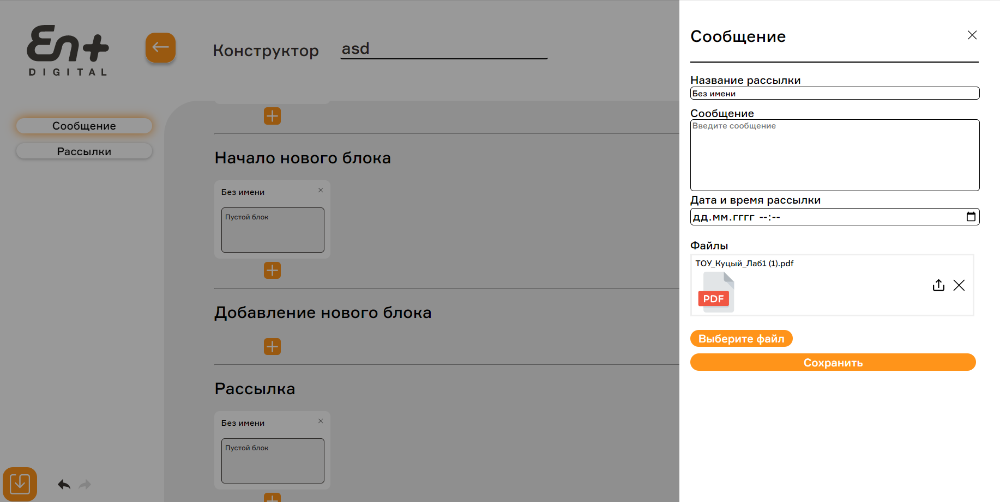 En+
DIGITAL
Конструктор
asd
Сообщение
Рассылки
Начало нового блока
Без имени
Пустой блок
Добавление нового блока
Рассылка
Без имени
Пустой блок
Сообщение
Название рассылки
Без имени
Сообщение
Введите сообщение
Дата и время рассылки
дд.мм.гггг --:--
Файлы
ТОУ_Куцый_Лаб1 (1).pdf
PDF
Выберите файл
Сохранить